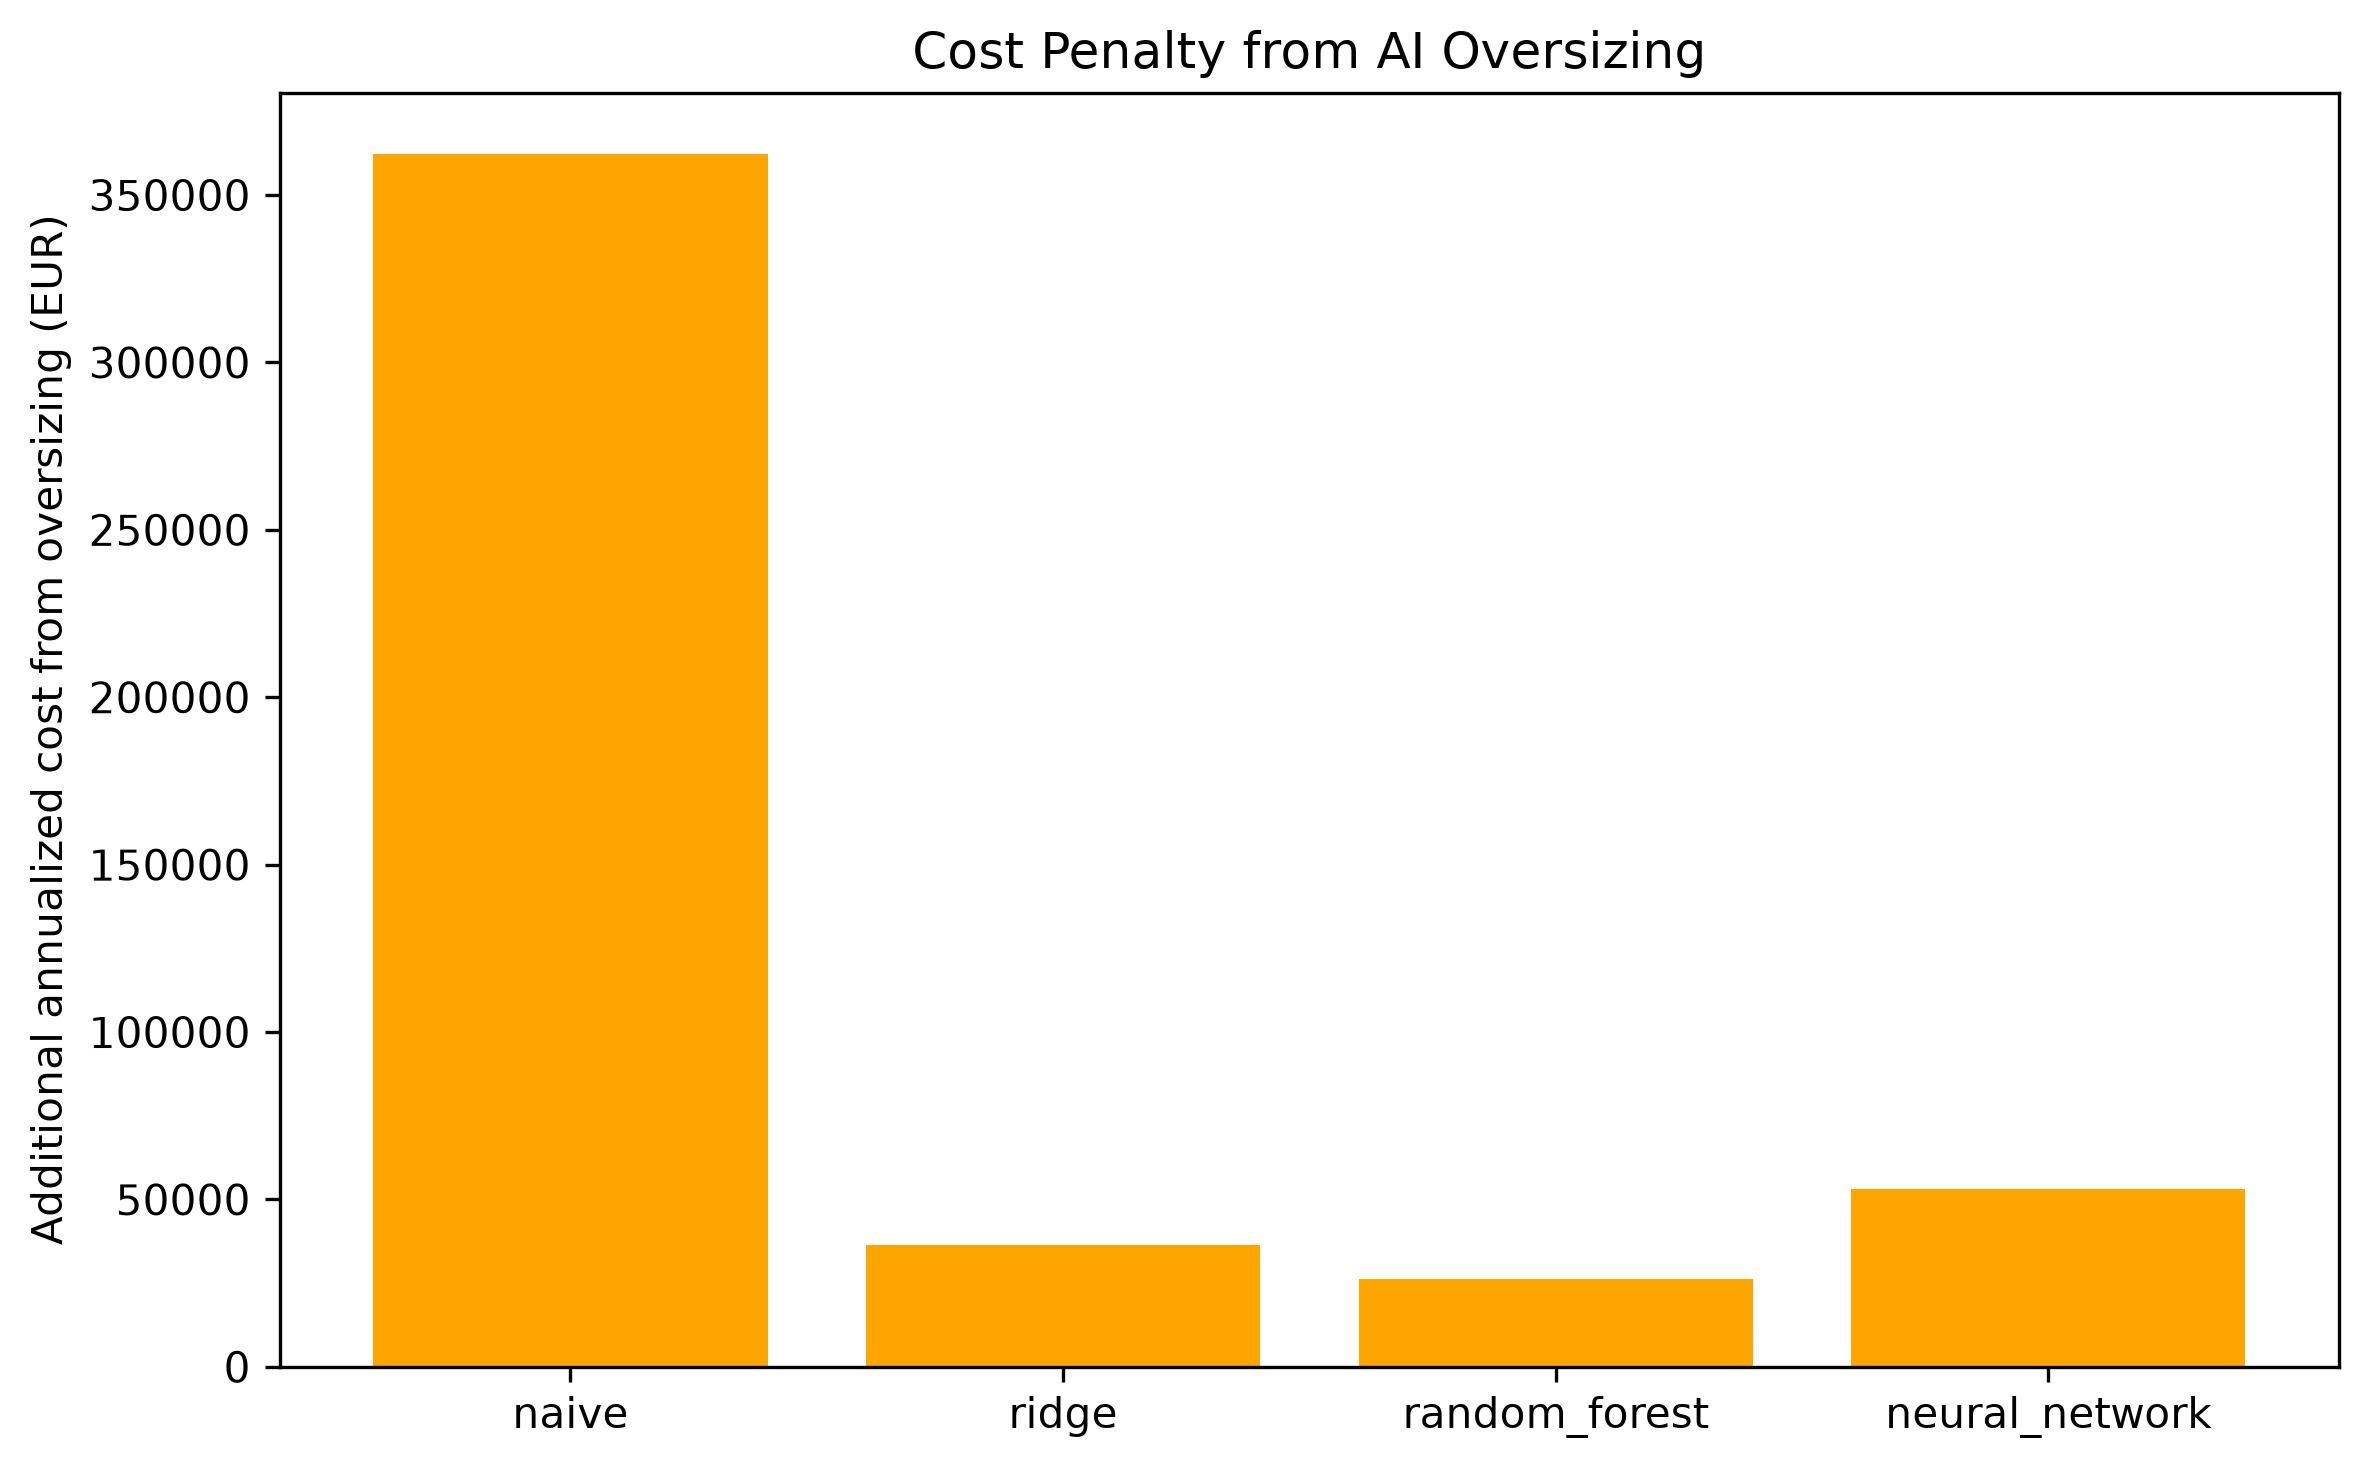 Cost Penalty from AI Oversizing
Additional annualized cost from oversizing (EUR)
350000
300000
250000
200000
150000
100000
50000
0
naive
ridge
random_forest
neural_network